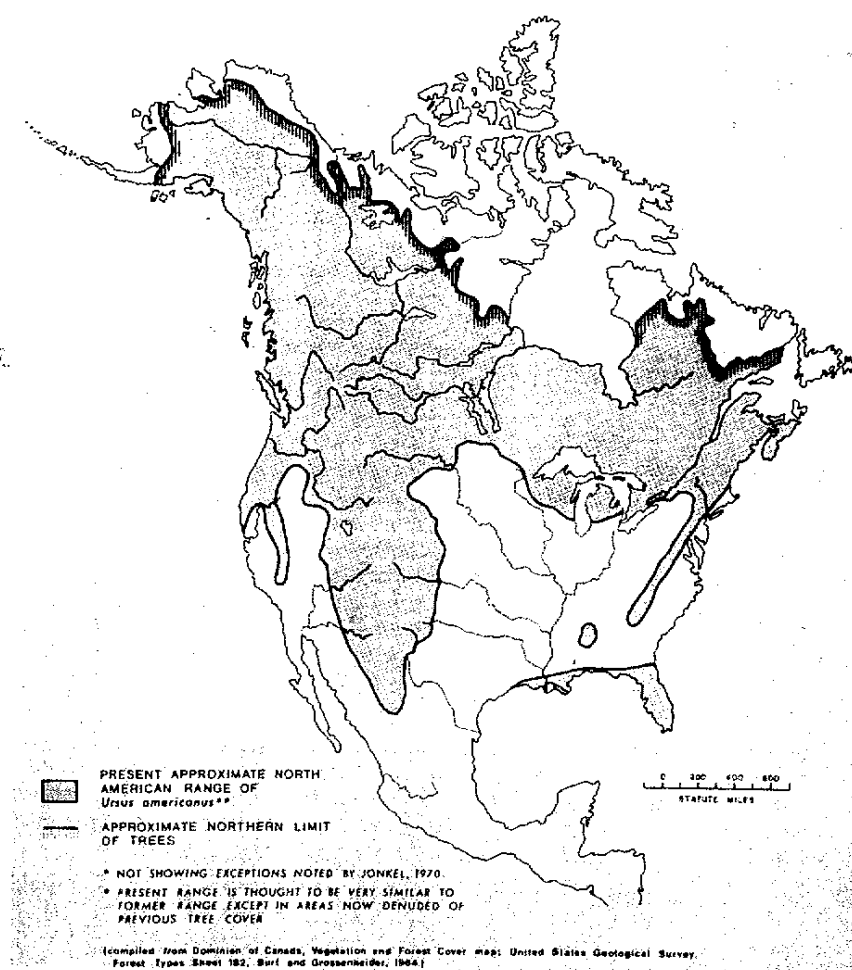 PRESENT APPROXIMATE NORTH
AMERICAN RANGE OF
Ursus americanus**
APPROXIMATE NORTHERN LIMIT
OF TREES
* NOT SHOWING EXCEPTIONS NOTED BY JONKEL, 1970.
* PRESENT RANGE IS THOUGHT TO BE VERY SIMILAR TO
FORMER RANGE EXCEPT IN AREAS NOW DENUDED OF
PREVIOUS TREE COVER
(compiled from Dominion of Canada, Vegetation and Forest Cover map; United States Geological Survey,
Forest Types Sheet 182, Burt and Grossenheider, 1964)
0 200 400 600
STATUTE MILES